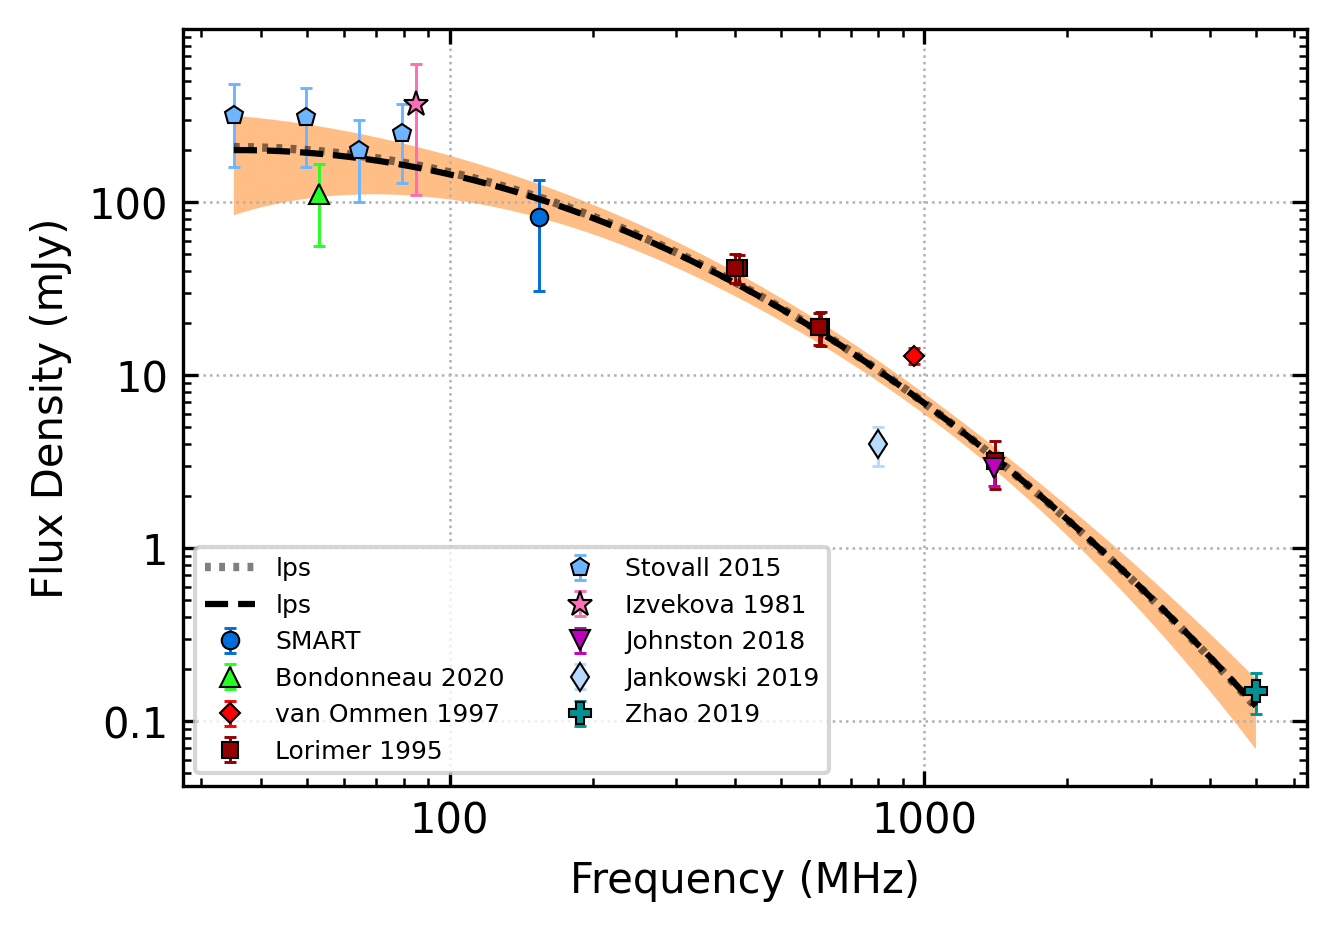 Flux Density (mJy)
100
10
1
0.1
lps
lps
SMART
Bondonneau 2020
van Ommen 1997
Lorimer 1995
Stovall 2015
Izvekova 1981
Johnston 2018
Jankowski 2019
Zhao 2019
100
1000
Frequency (MHz)